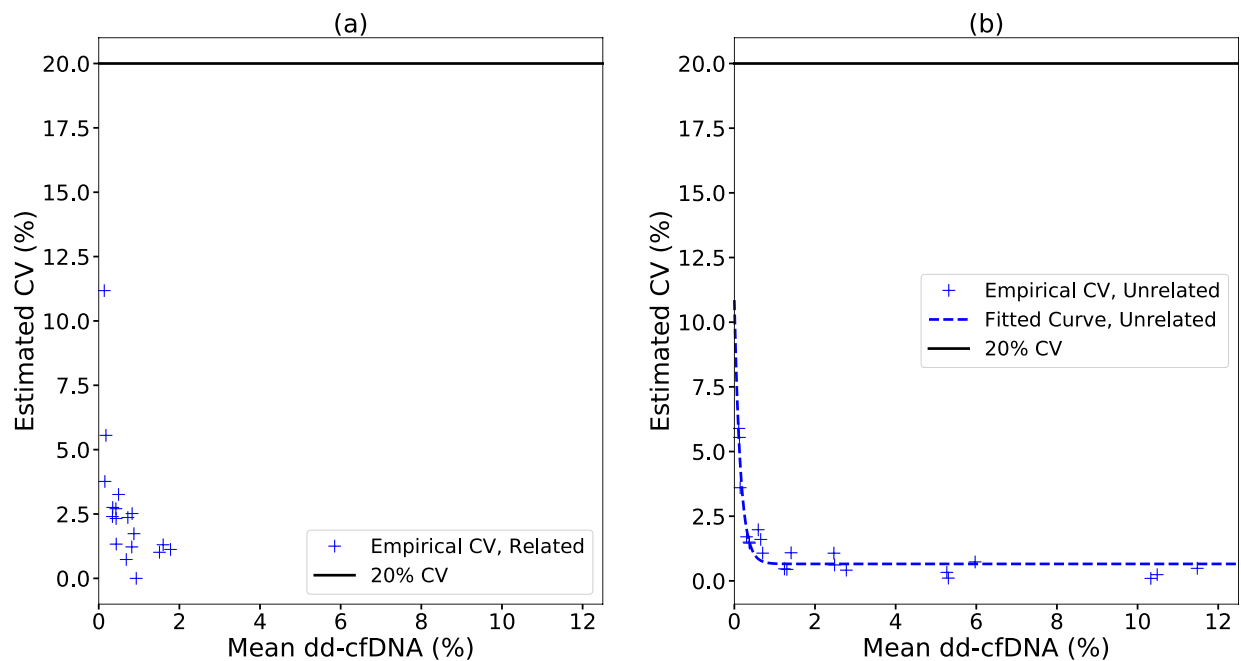 (a)
20.0
17.5
15.0
12.5
10.0
7.5
5.0
2.5
0.0
Estimated CV (%)
Empirical CV, Related
20% CV
0 2 4 6 8 10 12
Mean dd-cfDNA (%)
(b)
20.0
17.5
15.0
12.5
10.0
7.5
5.0
2.5
0.0
Estimated CV (%)
Empirical CV, Unrelated
Fitted Curve, Unrelated
20% CV
0 2 4 6 8 10 12
Mean dd-cfDNA (%)